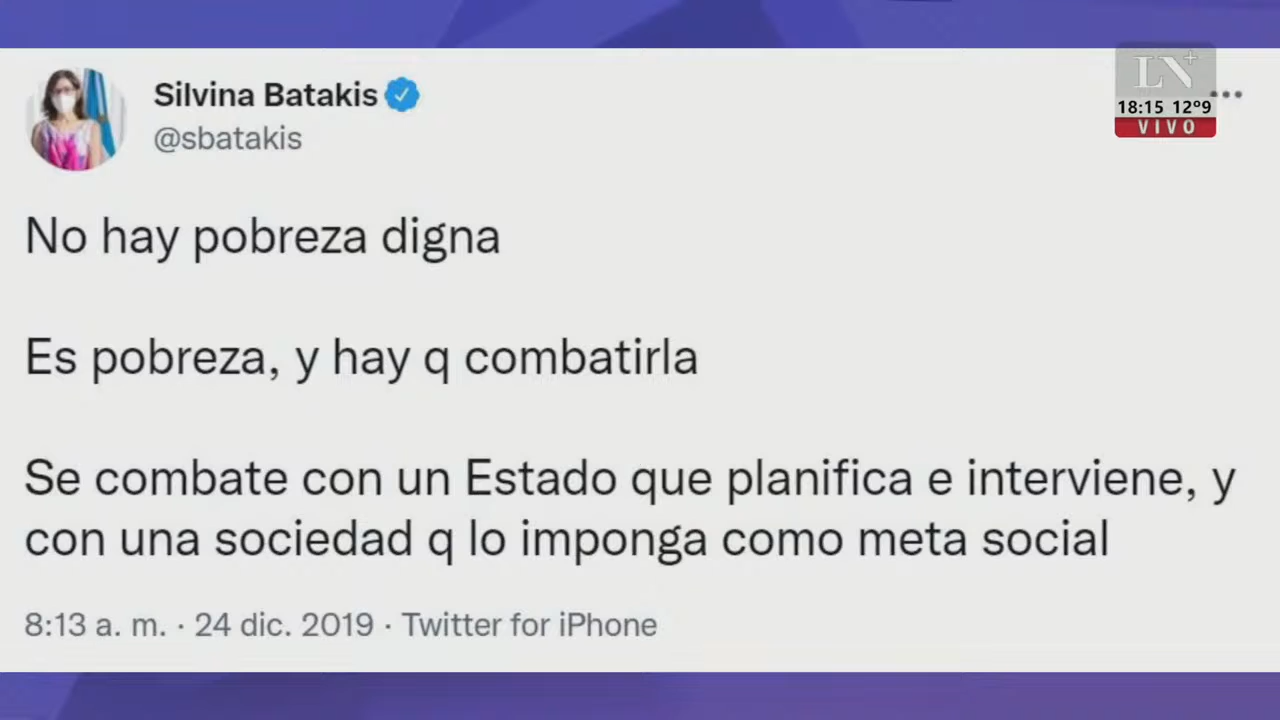 Silvina Batakis
@sbatakis
LN+
18:15 12º9
VIVO
No hay pobreza digna
Es pobreza, y hay q combatirla
Se combate con un Estado que planifica e interviene, y
con una sociedad q lo imponga como meta social
8:13 a. m. · 24 dic. 2019 · Twitter for iPhone